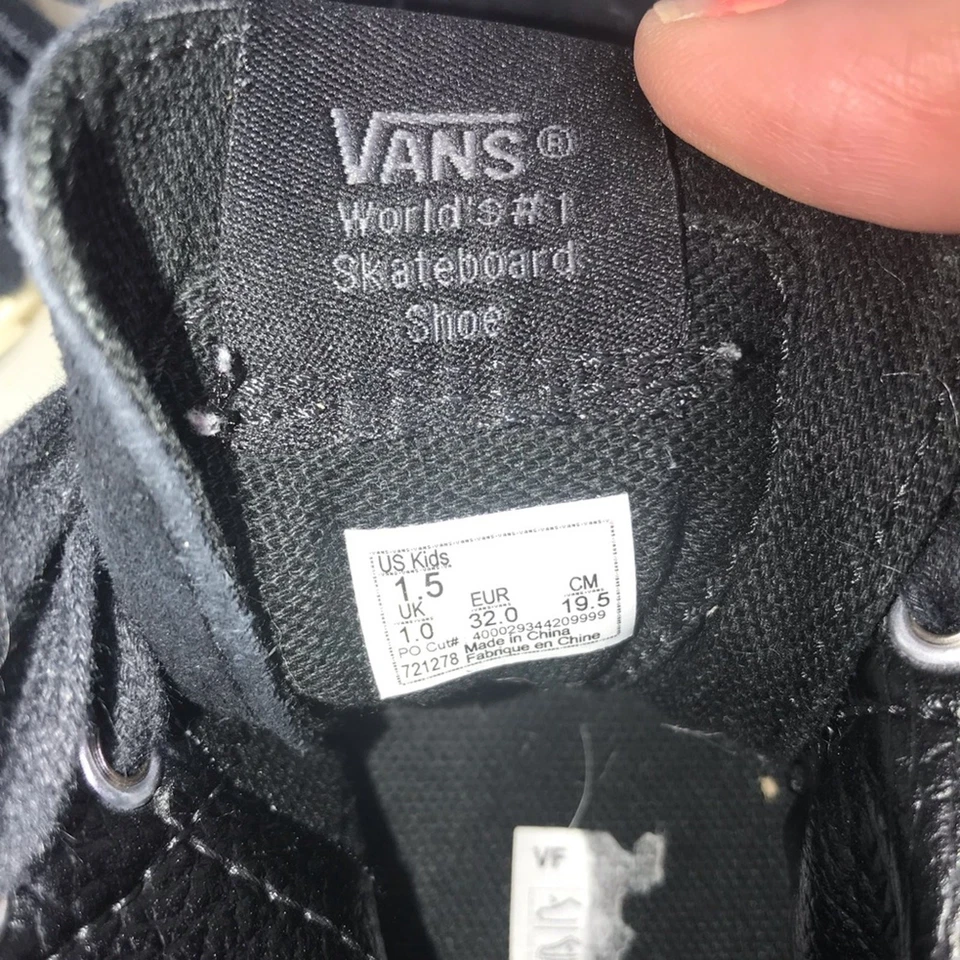 VANS®
World's #1
Skateboard
Shoe
US Kids
1.5
UK EUR CM
1.0 32.0 19.5
PO Cut# 400029344209999
Made in China
721278 Fabrique en Chine
VF